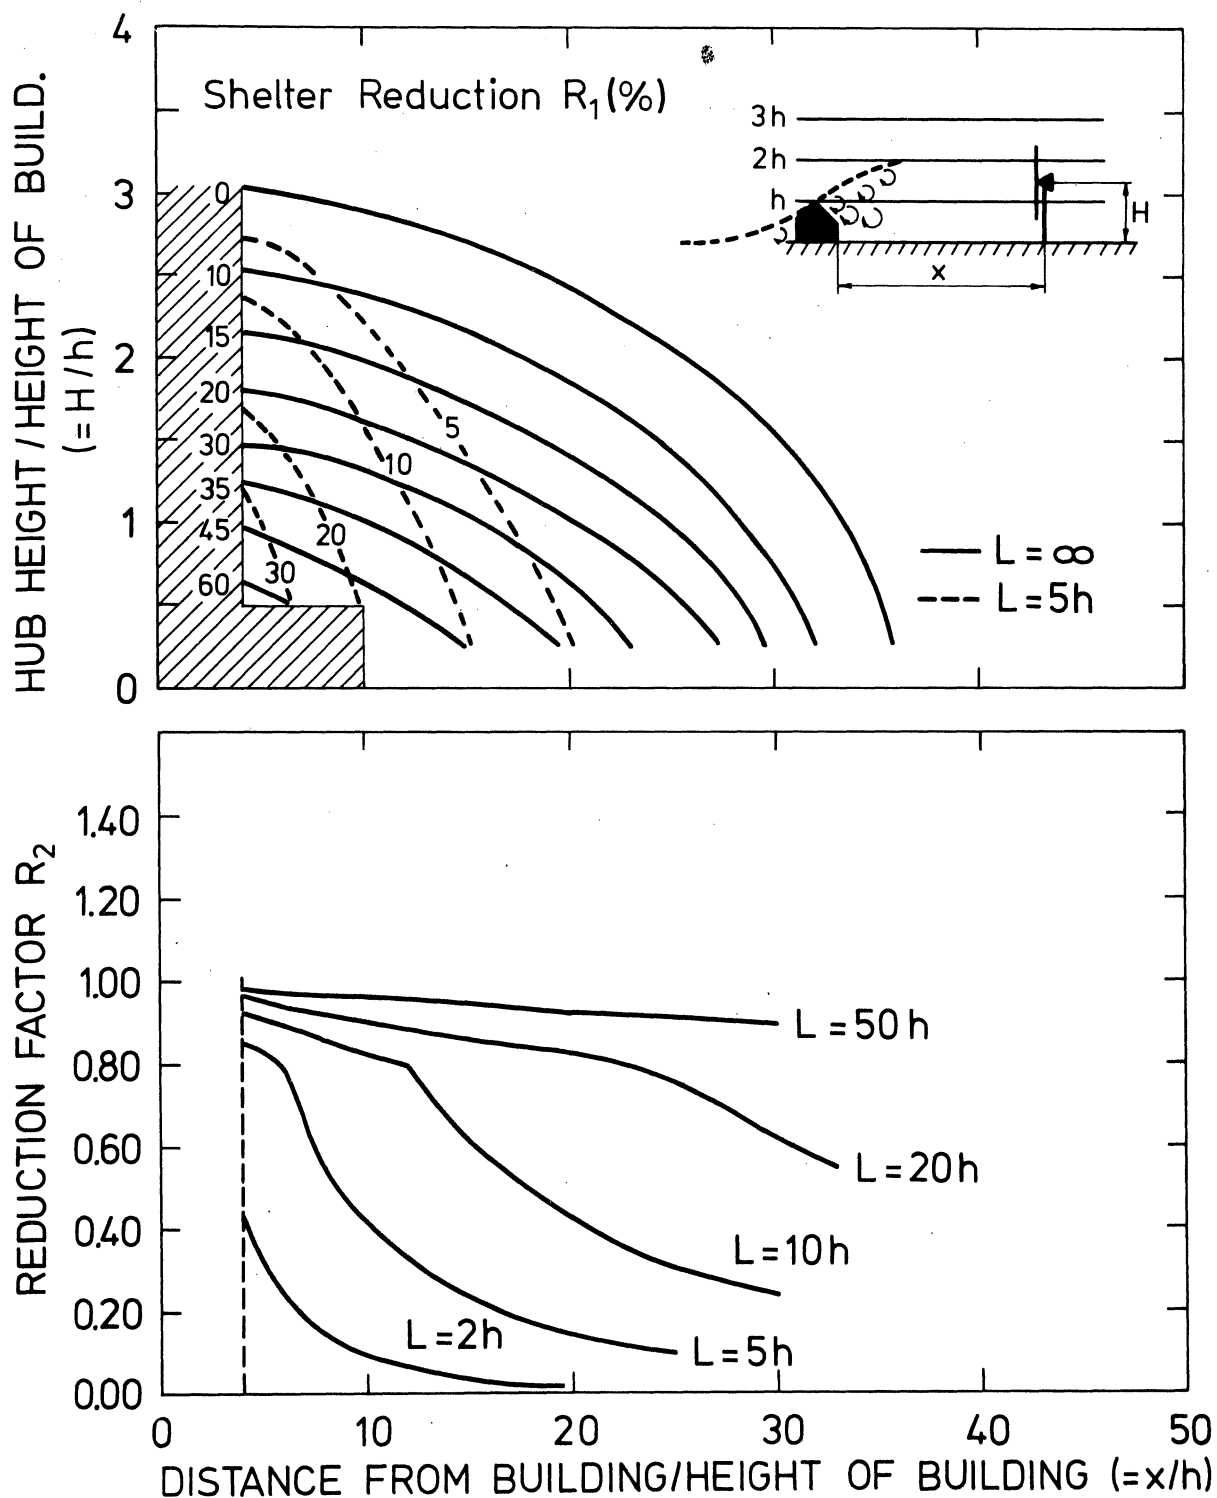 HUB HEIGHT/HEIGHT OF BUILD.
(=H/h)
4
3
2
1
0
Shelter Reduction R₁(%)
0
10
15
20
30
35
45
60
5
10
20
30
3h
2h
h
H
x
L = ∞
L = 5h
REDUCTION FACTOR R₂
1.40
1.20
1.00
0.80
0.60
0.40
0.20
0.00
L = 50h
L = 20h
L = 10h
L = 5h
L = 2h
0 10 20 30 40 50
DISTANCE FROM BUILDING/HEIGHT OF BUILDING (=x/h)